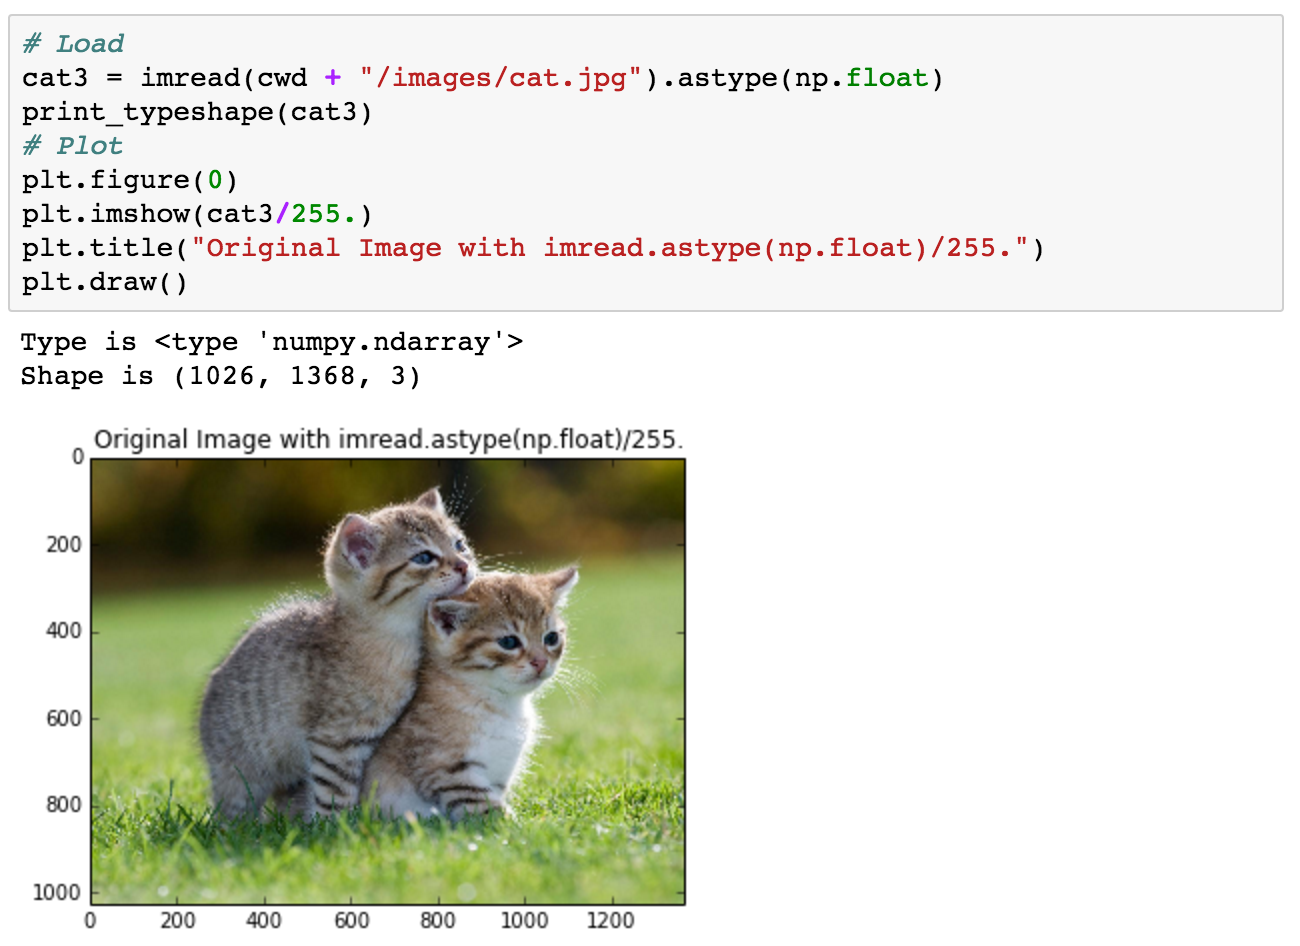 # Load
cat3 = imread(cwd + "/images/cat.jpg").astype(np.float)
print_typeshape(cat3)
# Plot
plt.figure(0)
plt.imshow(cat3/255.)
plt.title("Original Image with imread.astype(np.float)/255.")
plt.draw()
Type is <type 'numpy.ndarray'>
Shape is (1026, 1368, 3)
Original Image with imread.astype(np.float)/255.
0
200
400
600
800
1000
0 200 400 600 800 1000 1200